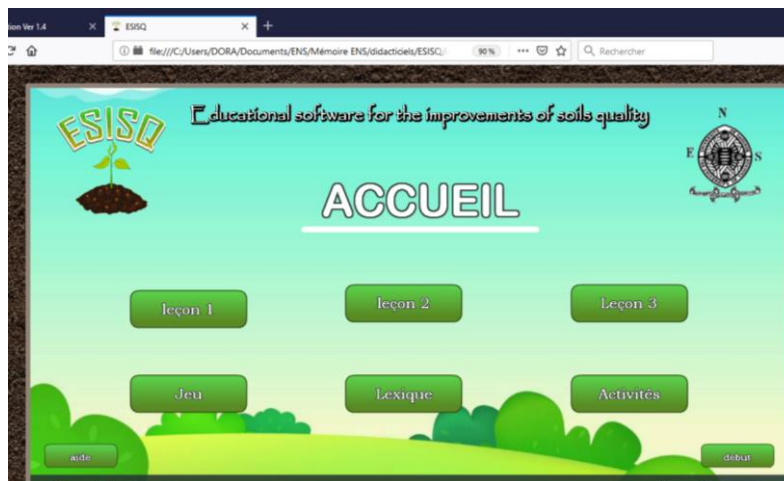 tion Ver 1.4
ESISQ
file:///C:/Users/DORA/Documents/ENS/Mémoire ENS/didacticiels/ESISQ/
90%
Rechercher
ESISQ
Educational software for the improvements of soils quality
N
E
S
ACCUEIL
leçon 1
leçon 2
Leçon 3
Jeu
Lexique
Activités
aide
début